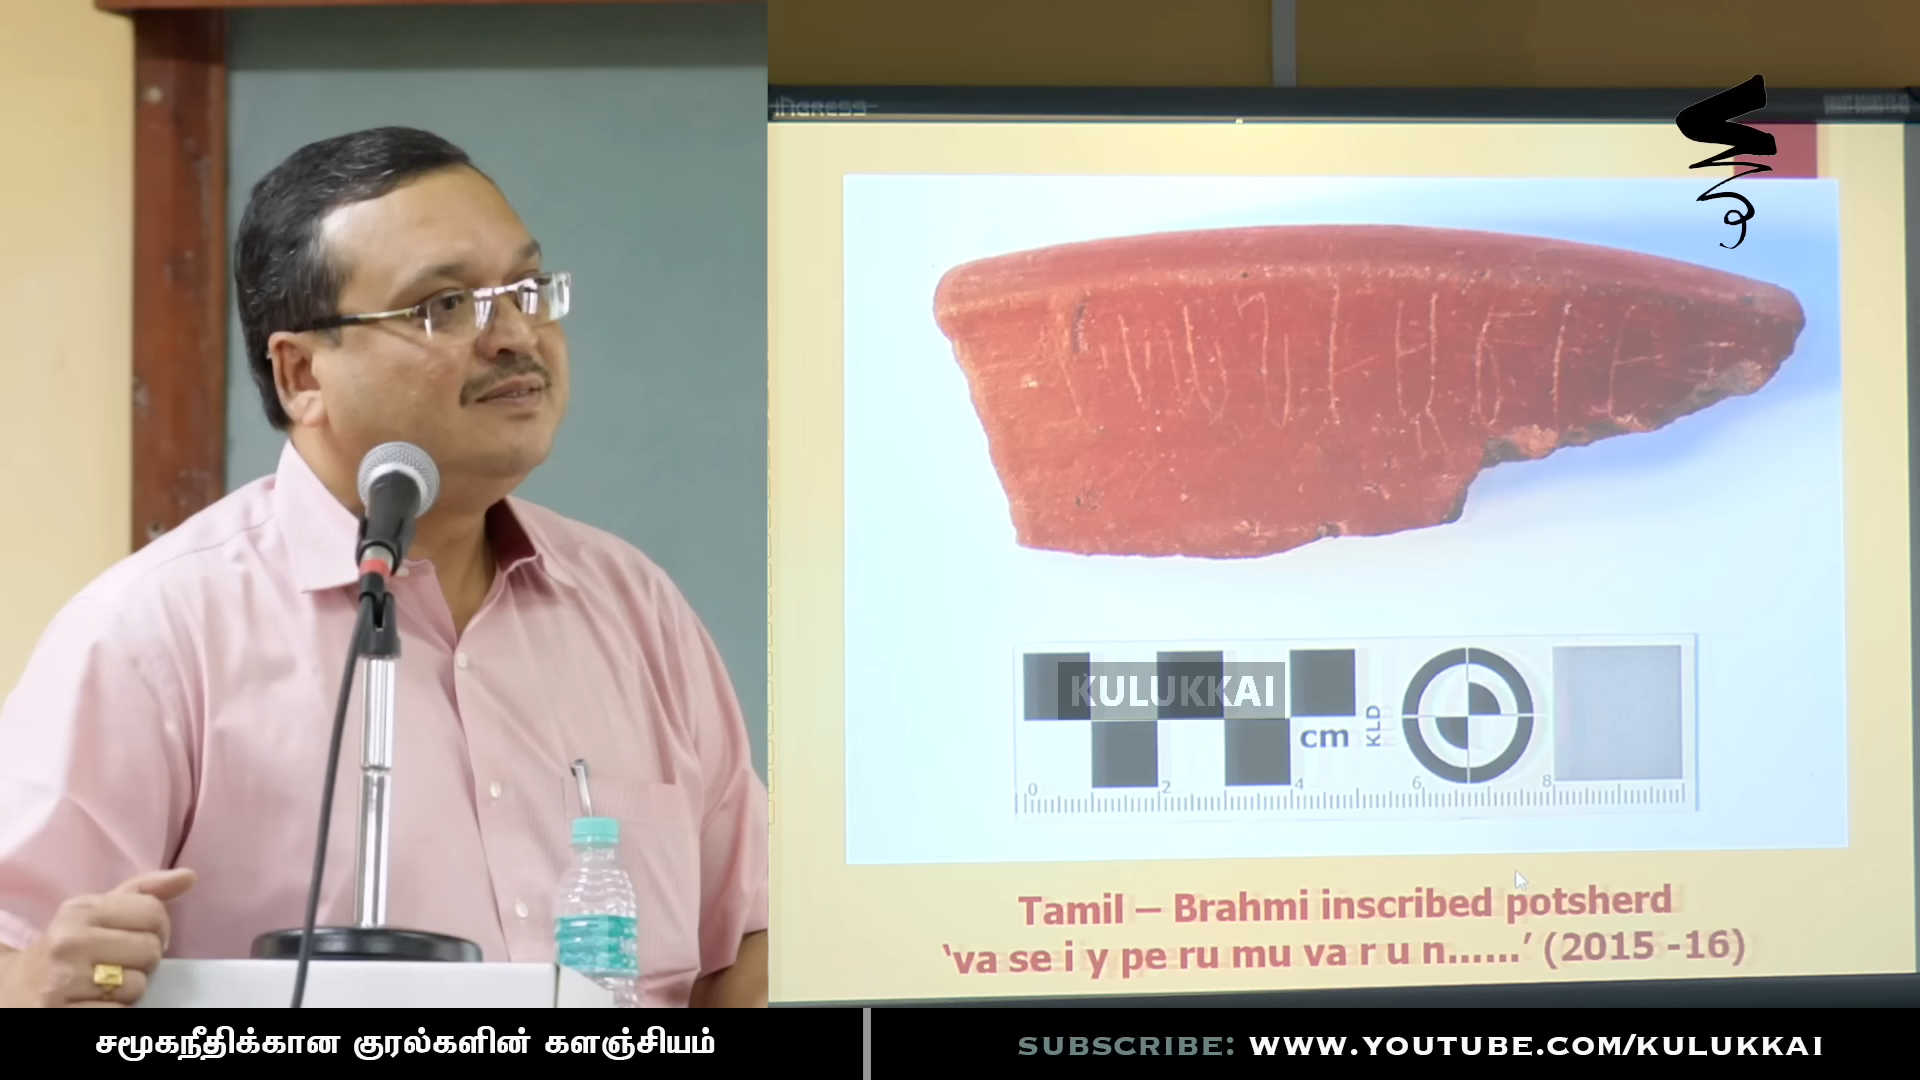 INGRESS
KULUKKAI
cm
KLD
0 2 4 6 8
Tamil – Brahmi inscribed potsherd
‘va se i y pe ru mu va r u n......’ (2015 -16)
சமூகநீதிக்கான குரல்களின் களஞ்சியம்
SUBSCRIBE: WWW.YOUTUBE.COM/KULUKKAI